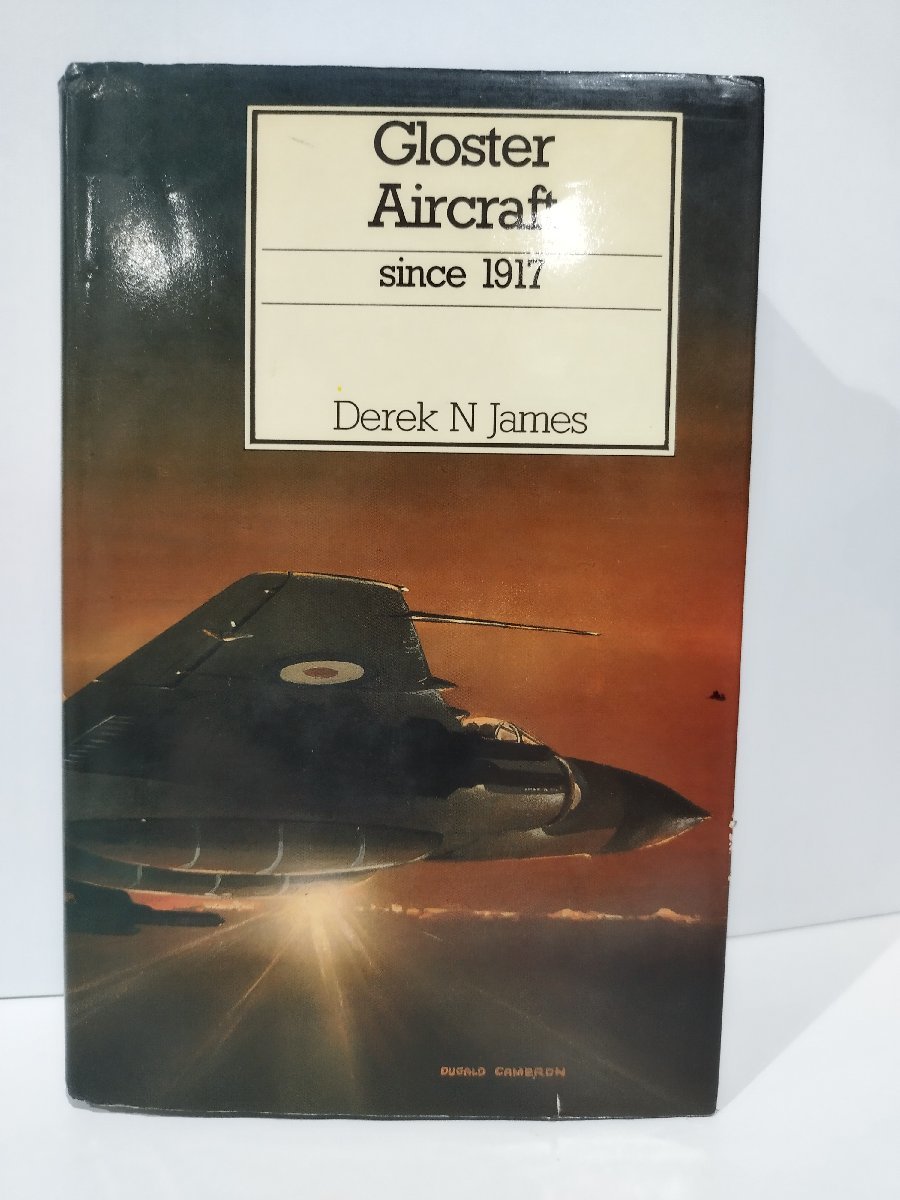 Gloster
Aircraft
since 1917
Derek N James
DUGALD CAMERON